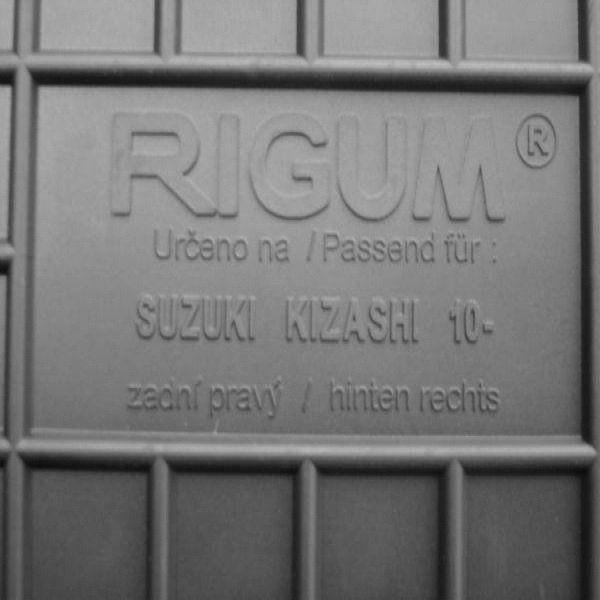 RIGUM ®
Určeno na / Passend für :
SUZUKI KIZASHI 10-
zadní pravý / hinten rechts